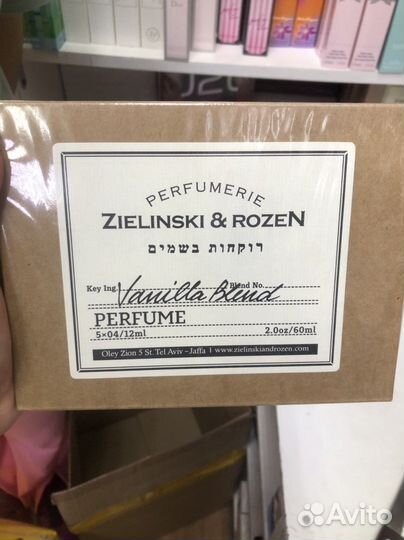 PERFUMERIE
ZIELINSKI & ROZEN
רוקחות בשמים
Key Ing. Vanilla Blend Blend No.
PERFUME
5×04/12ml 2.0oz/60ml
Oley Zion 5 St. Tel Aviv - Jaffa | www.zielinskiandrozen.com
Avito